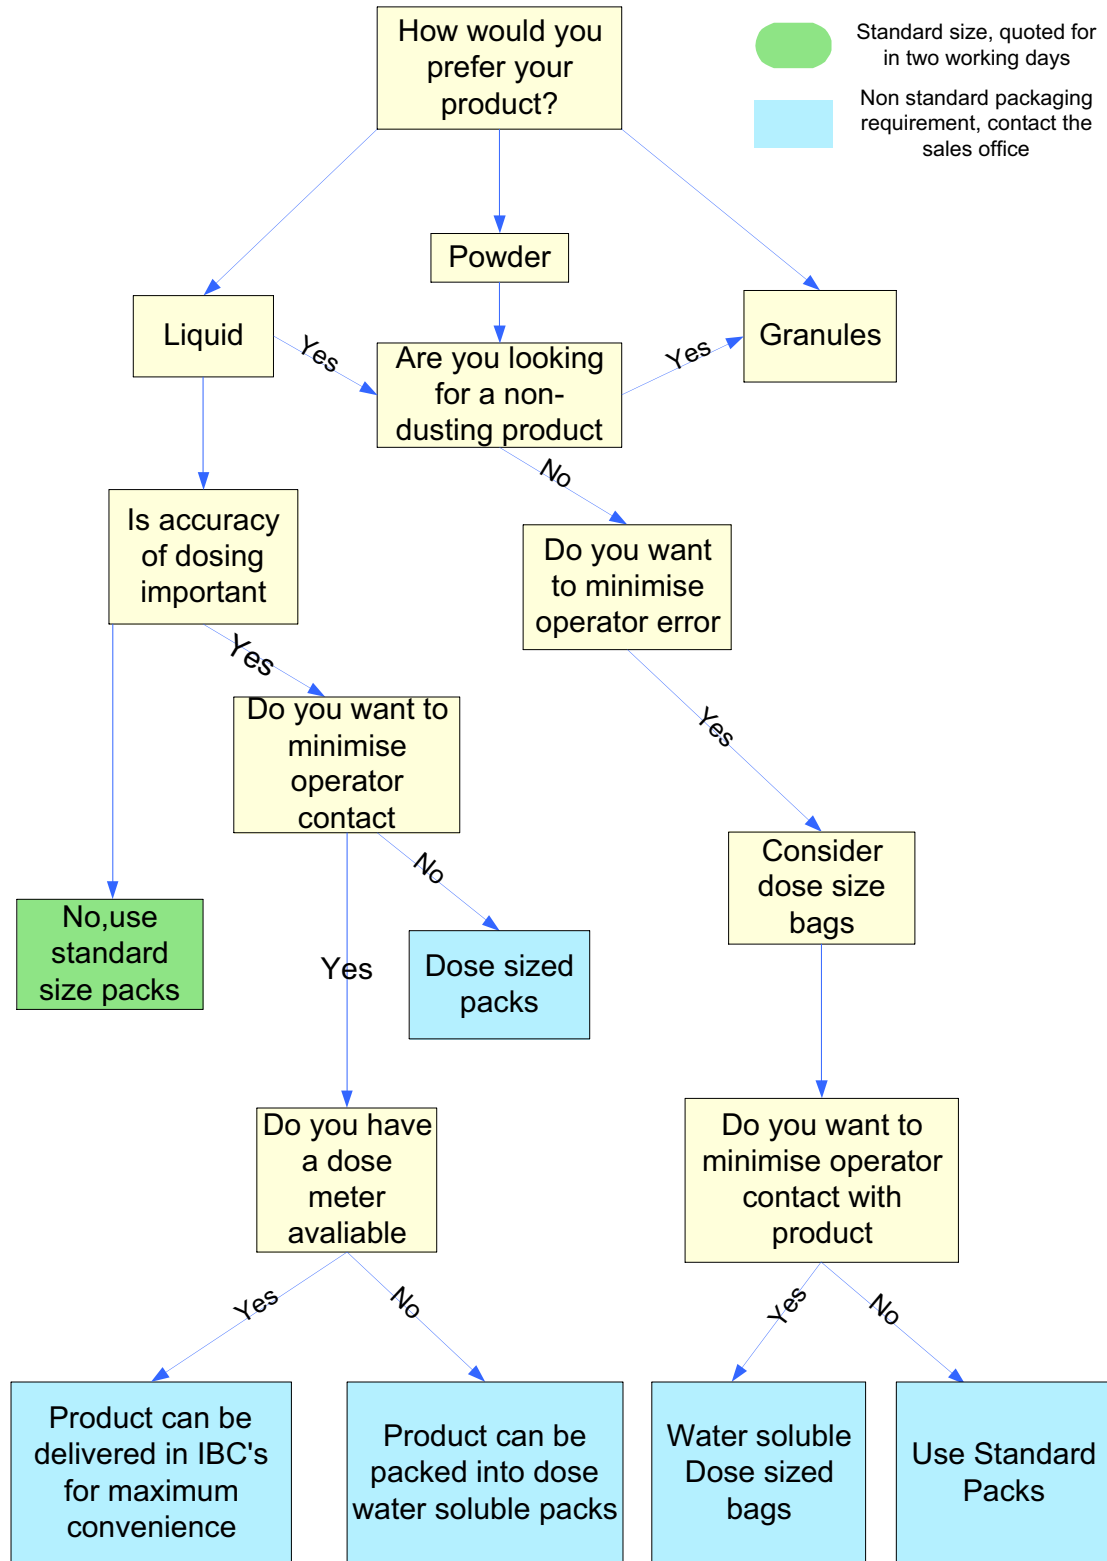 How would you
prefer your
product?
Standard size, quoted for
in two working days
Non standard packaging
requirement, contact the
sales office
Powder
Liquid
Yes
Are you looking
for a non-
dusting product
Yes
Granules
No
Is accuracy
of dosing
important
Do you want
to minimise
operator error
Yes
Do you want to
minimise
operator
contact
Yes
Consider
dose size
bags
No
No,use
standard
size packs
Yes
Dose sized
packs
Do you have
a dose
meter
avaliable
Do you want to
minimise operator
contact with
product
Yes
No
Yes
No
Product can be
delivered in IBC's
for maximum
convenience
Product can be
packed into dose
water soluble packs
Water soluble
Dose sized
bags
Use Standard
Packs